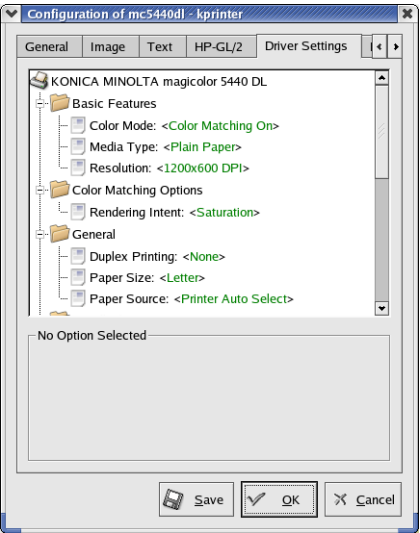 Configuration of mc5440dl - kprinter
General Image Text HP-GL/2 Driver Settings
KONICA MINOLTA magicolor 5440 DL
Basic Features
Color Mode: <Color Matching On>
Media Type: <Plain Paper>
Resolution: <1200x600 DPI>
Color Matching Options
Rendering Intent: <Saturation>
General
Duplex Printing: <None>
Paper Size: <Letter>
Paper Source: <Printer Auto Select>
No Option Selected
Save OK Cancel